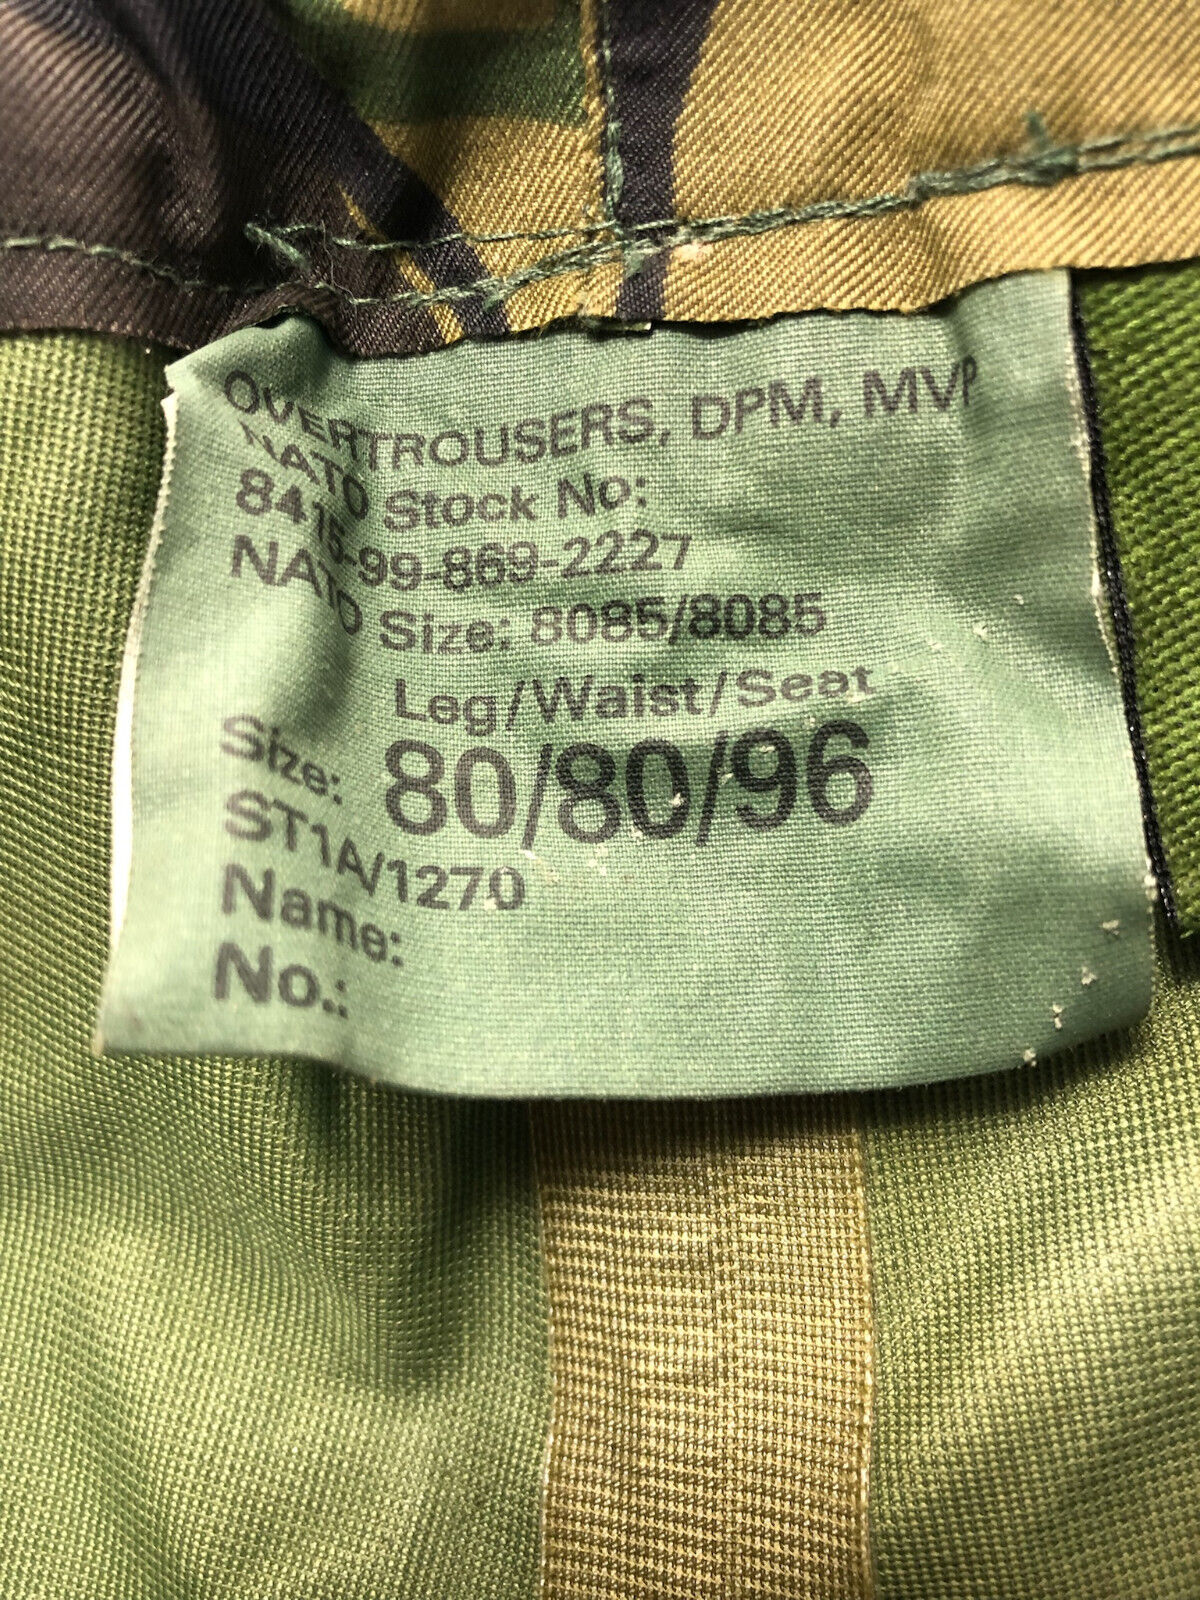 OVERTROUSERS, DPM, MVP
NATO Stock No:
8415-99-869-2227
NATO Size: 8085/8085
Leg/Waist/Seat
Size: 80/80/96
ST1A/1270
Name:
No.: